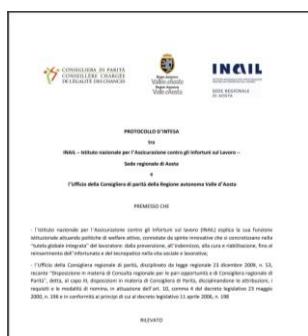 CONSIGLIERA DI PARITÀ
CONSEILLÈRE CHARGÉE
DE L'ÉGALITÉ DES CHANCES
Regione Autonoma
Valle d'Aosta
Région Autonome
Vallée d'Aoste
INAIL
SEDE REGIONALE
DI AOSTA
PROTOCOLLO D'INTESA
tra
INAIL – Istituto nazionale per l'Assicurazione contro gli Infortuni sul Lavoro –
Sede regionale di Aosta
e
l'Ufficio della Consigliera di parità della Regione autonoma Valle d'Aosta
PREMESSO CHE
- l'Istituto nazionale per l'Assicurazione contro gli infortuni sul lavoro (INAIL) esplica la sua funzione
istituzionale attuando politiche di welfare attivo, connotate da spinte innovative che si concretizzano nella
"tutela globale integrata" del lavoratore: dalla prevenzione, all'indennizzo, alla cura e riabilitazione, fino al
reinserimento dell'infortunato e del tecnopatico nella vita sociale e lavorativa;
- l'Ufficio della Consigliera regionale di parità, disciplinato da legge regionale 23 dicembre 2009, n. 53,
recante "Disposizione in materia di Consulta regionale per le pari opportunità e di Consigliera regionale di
Parità", detta, al capo III, disposizioni in materia di Consigliera di Parità, disciplinandone le attribuzioni, i
requisiti e le modalità di nomina, in attuazione dell'art. 10, comma 4 del decreto legislativo 23 maggio
2000, n. 196 e in conformità ai principi di cui al decreto legislativo 11 aprile 2006, n. 198
RILEVATO